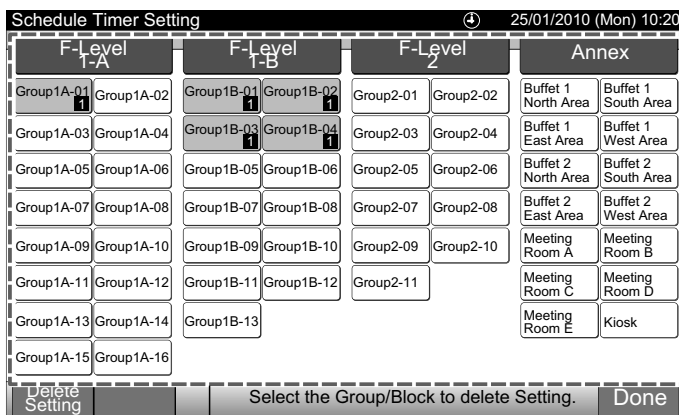 Schedule Timer Setting 25/01/2010 (Mon) 10:20
F-Level
1-A
F-Level
1-B
F-Level
2
Annex
Group1A-01 1 Group1A-02 Group1B-01 1 Group1B-02 1 Group2-01 Group2-02 Buffet 1 North Area Buffet 1 South Area
Group1A-03 Group1A-04 Group1B-03 1 Group1B-04 1 Group2-03 Group2-04 Buffet 1 East Area Buffet 1 West Area
Group1A-05 Group1A-06 Group1B-05 Group1B-06 Group2-05 Group2-06 Buffet 2 North Area Buffet 2 South Area
Group1A-07 Group1A-08 Group1B-07 Group1B-08 Group2-07 Group2-08 Buffet 2 East Area Buffet 2 West Area
Group1A-09 Group1A-10 Group1B-09 Group1B-10 Group2-09 Group2-10 Meeting Room A Meeting Room B
Group1A-11 Group1A-12 Group1B-11 Group1B-12 Group2-11 Meeting Room C Meeting Room D
Group1A-13 Group1A-14 Group1B-13 Meeting Room E Kiosk
Group1A-15 Group1A-16
Delete
Setting
Select the Group/Block to delete Setting. Done